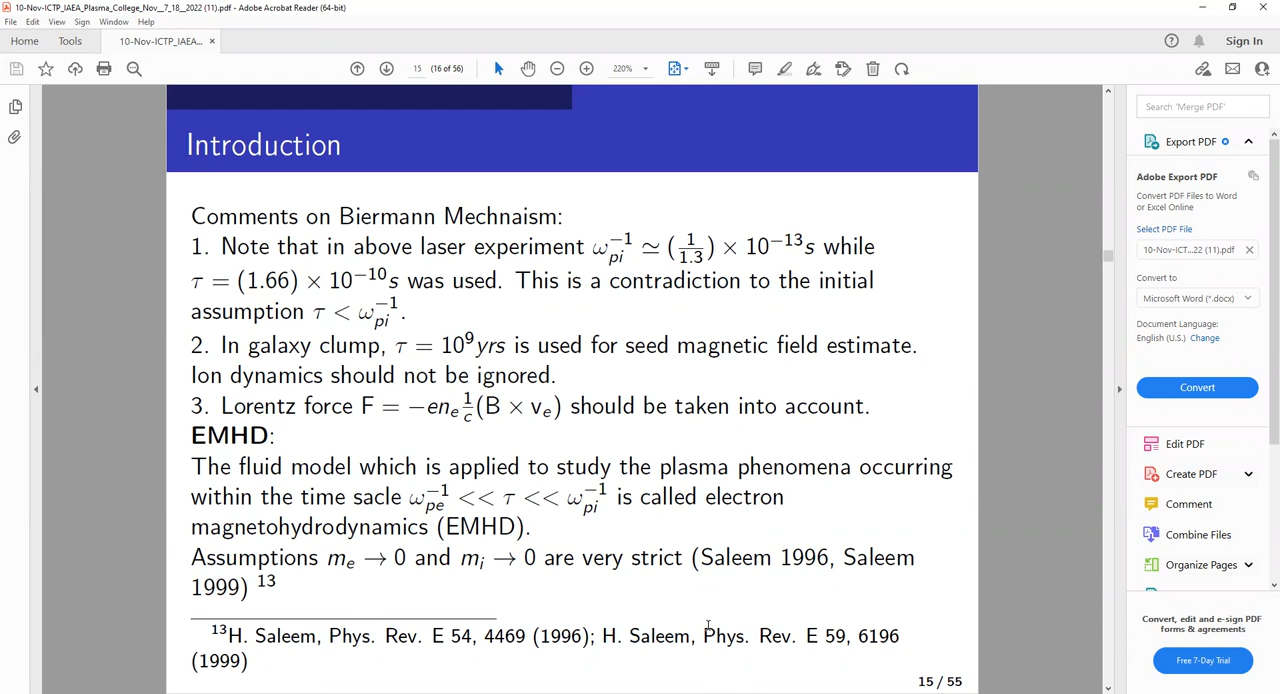 10-Nov-ICTP_IAEA_Plasma_College_Nov__7_18__2022 (11).pdf - Adobe Acrobat Reader (64-bit)
File Edit View Sign Window Help
Home Tools 10-Nov-ICTP_IAEA... × Sign In
15 (16 of 56) 220%
Introduction
Comments on Biermann Mechnaism:
1. Note that in above laser experiment ω_{pi}^{-1} ≃ (1/1.3) × 10^{-13}s while
τ = (1.66) × 10^{-10}s was used. This is a contradiction to the initial
assumption τ < ω_{pi}^{-1}.
2. In galaxy clump, τ = 10^9yrs is used for seed magnetic field estimate.
Ion dynamics should not be ignored.
3. Lorentz force F = −en_e 1/c (B × v_e) should be taken into account.
EMHD:
The fluid model which is applied to study the plasma phenomena occurring
within the time sacle ω_{pe}^{-1} << τ << ω_{pi}^{-1} is called electron
magnetohydrodynamics (EMHD).
Assumptions m_e → 0 and m_i → 0 are very strict (Saleem 1996, Saleem
1999) ^{13}
^{13}H. Saleem, Phys. Rev. E 54, 4469 (1996); H. Saleem, Phys. Rev. E 59, 6196
(1999)
15 / 55
Search 'Merge PDF'
Export PDF
Adobe Export PDF
Convert PDF Files to Word
or Excel Online
Select PDF File
10-Nov-ICT...22 (11).pdf ×
Convert to
Microsoft Word (*.docx)
Document Language:
English (U.S.) Change
Convert
Edit PDF
Create PDF
Comment
Combine Files
Organize Pages
Convert, edit and e-sign PDF
forms & agreements
Free 7-Day Trial